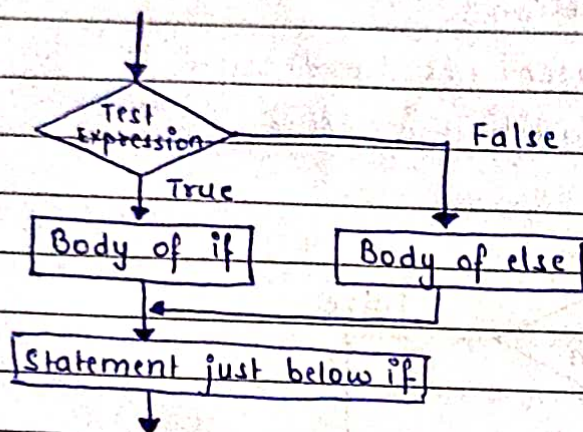 Test
Expression
False
True
Body of if
Body of else
Statement just below if